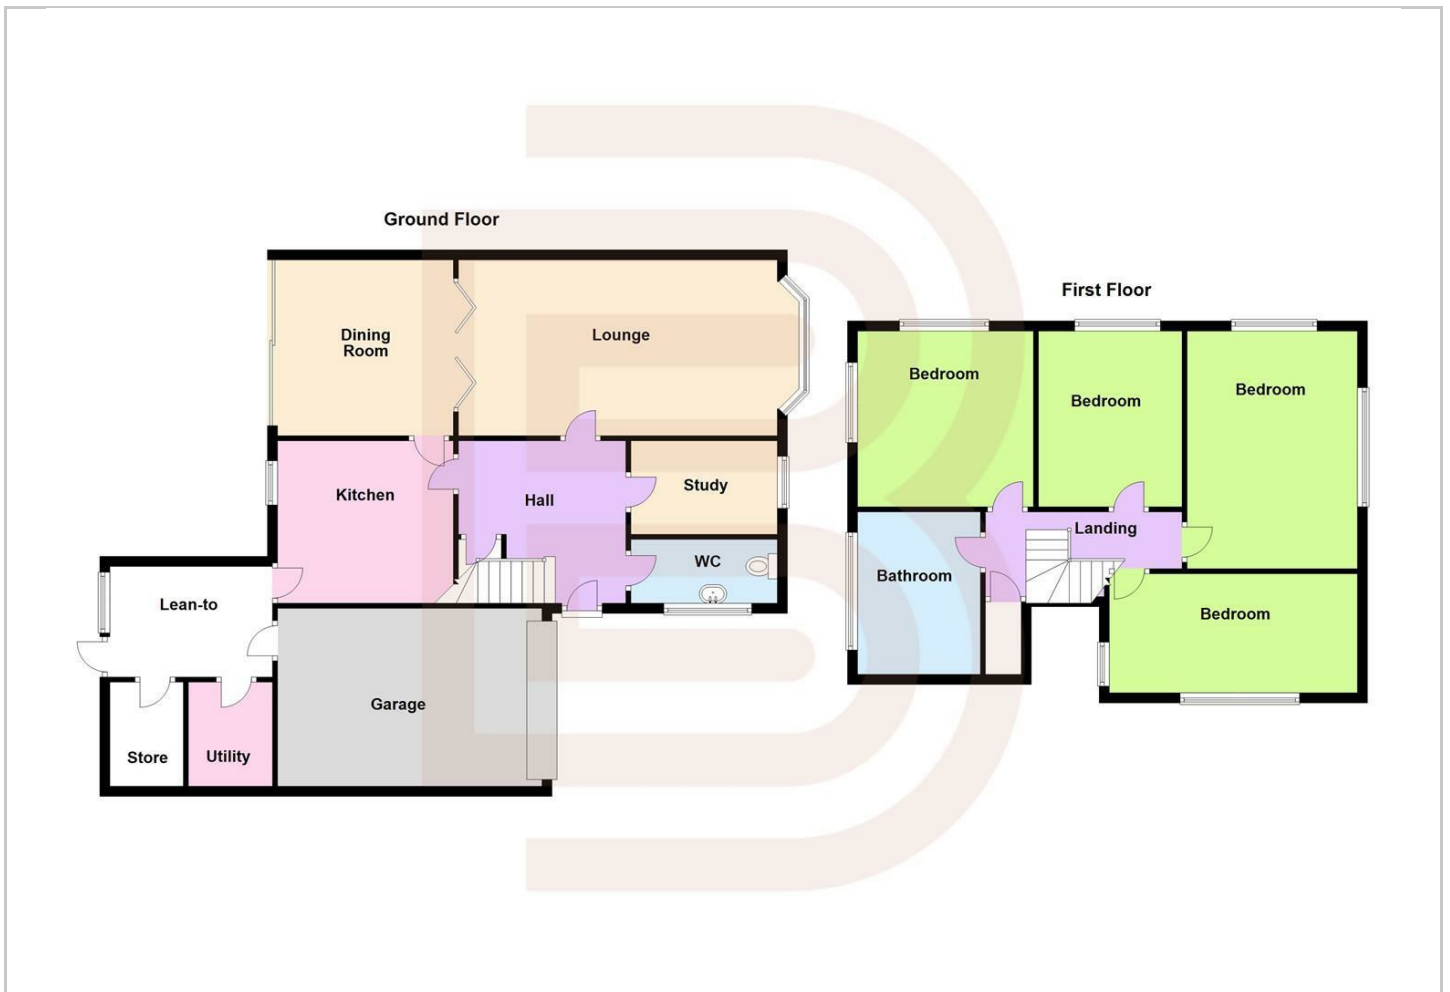 Ground Floor
Dining
Room
Lounge
Kitchen
Hall
Study
WC
Lean-to
Garage
Store
Utility
First Floor
Bedroom
Bedroom
Bedroom
Landing
Bathroom
Bedroom